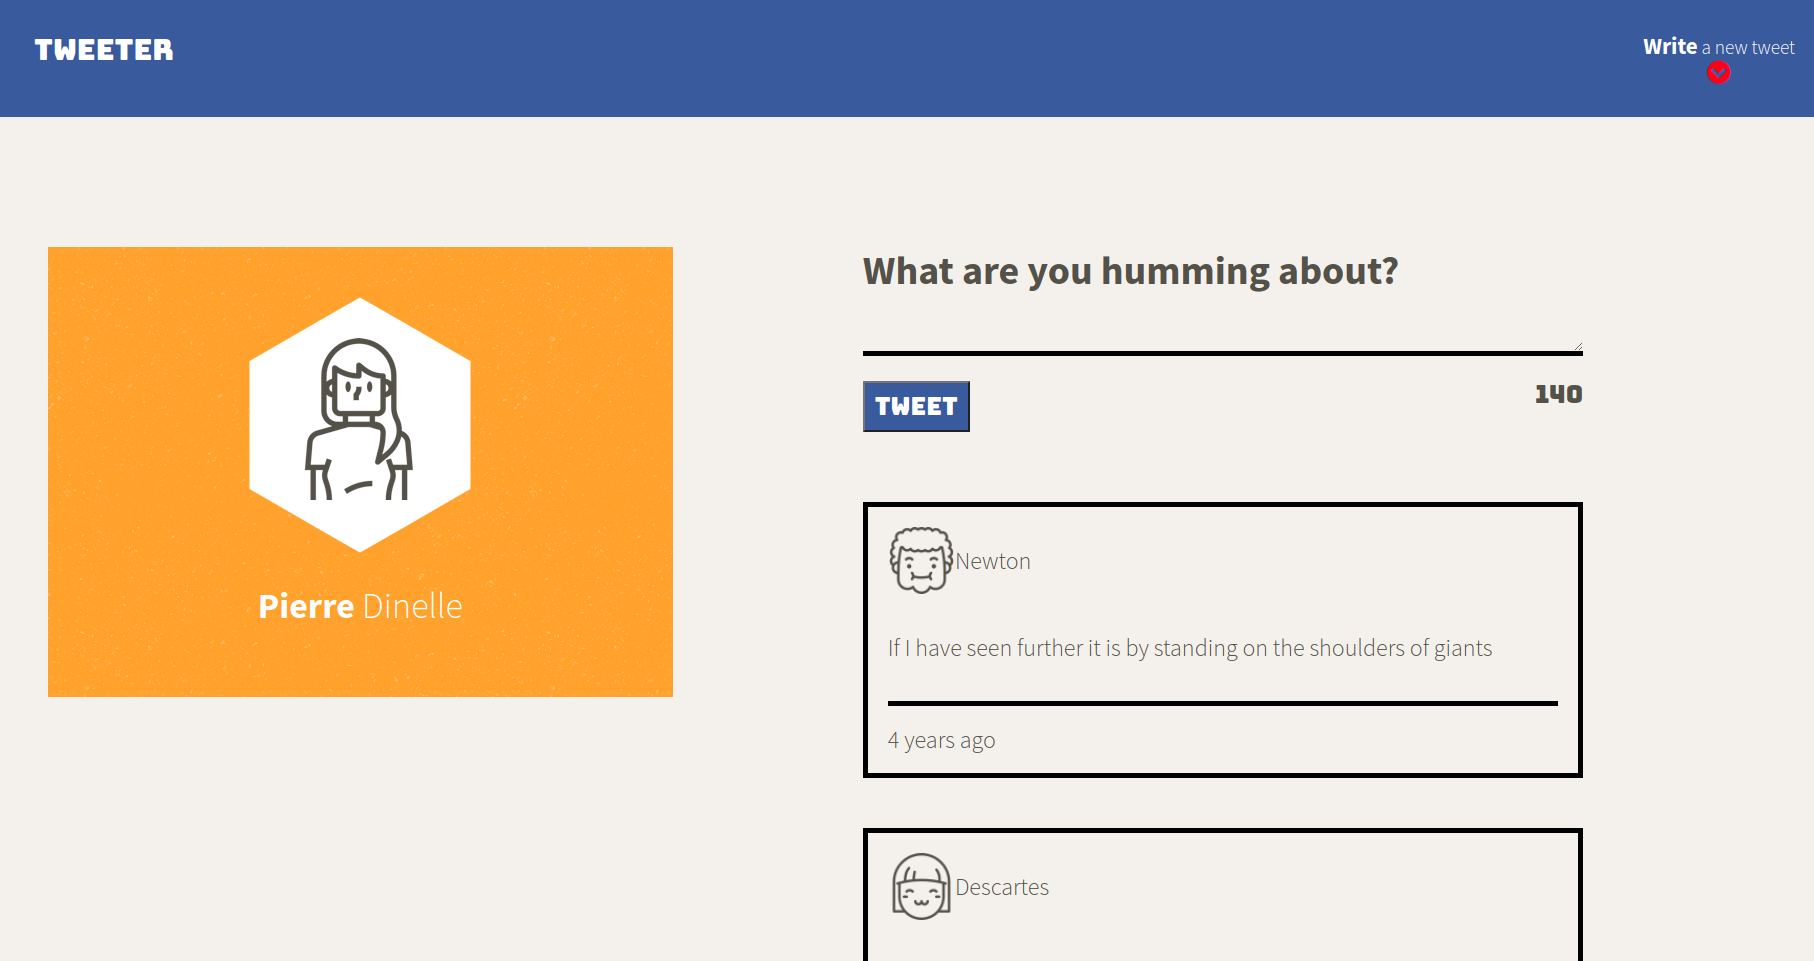 TWEETER
Write a new tweet
Pierre Dinelle
What are you humming about?
TWEET
140
Newton
If I have seen further it is by standing on the shoulders of giants
4 years ago
Descartes